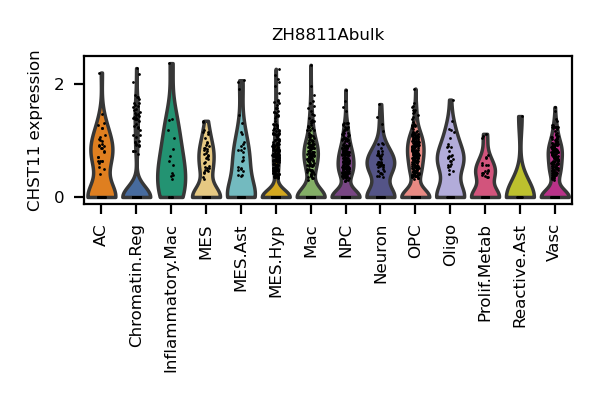 ZH8811Abulk
CHST11 expression
2
0
AC
Chromatin.Reg
Inflammatory.Mac
MES
MES.Ast
MES.Hyp
Mac
NPC
Neuron
OPC
Oligo
Prolif.Metab
Reactive.Ast
Vasc